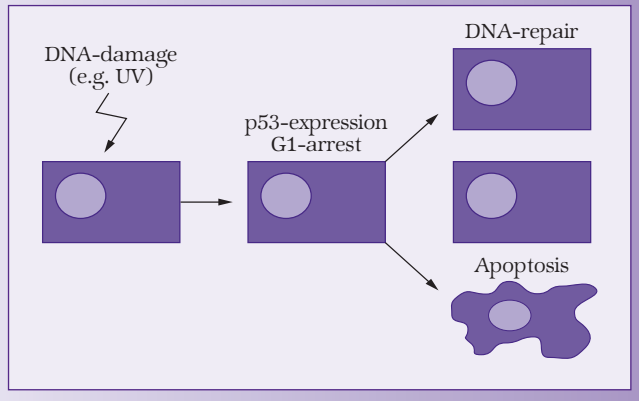 DNA-damage
(e.g. UV)
p53-expression
G1-arrest
DNA-repair
Apoptosis